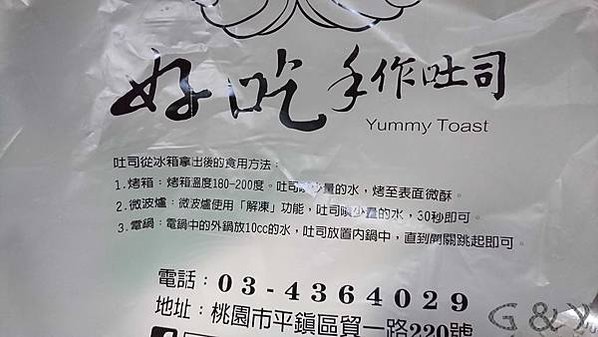 好吃手作吐司
Yummy Toast
吐司從冰箱拿出後的食用方法：
1.烤箱：烤箱溫度180-200度。吐司噴少量的水，烤至表面微酥。
2.微波爐：微波爐使用「解凍」功能，吐司噴少量的水，30秒即可。
3.電鍋：電鍋中的外鍋放10cc的水，吐司放置內鍋中，直到開關跳起即可。
電話：03-4364029
地址：桃園市平鎮區貿一路220號
G&Y